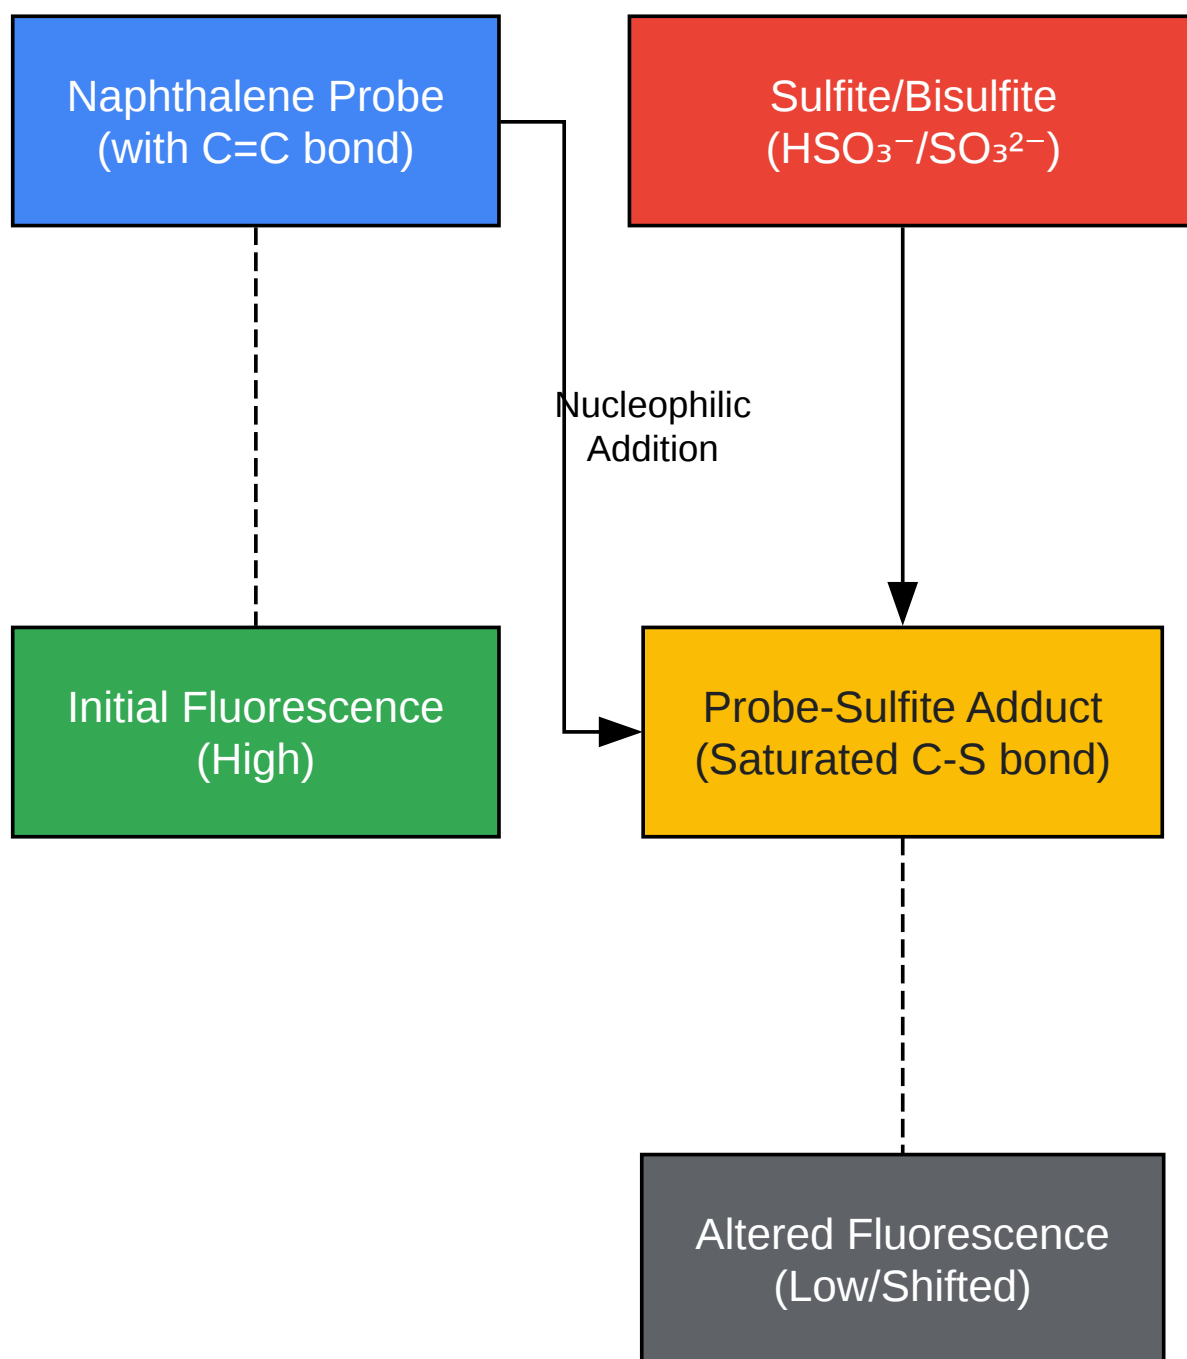 Naphthalene Probe
(with C=C bond)
Sulfite/Bisulfite
(HSO₃⁻/SO₃²⁻)
Nucleophilic
Addition
Initial Fluorescence
(High)
Probe-Sulfite Adduct
(Saturated C-S bond)
Altered Fluorescence
(Low/Shifted)